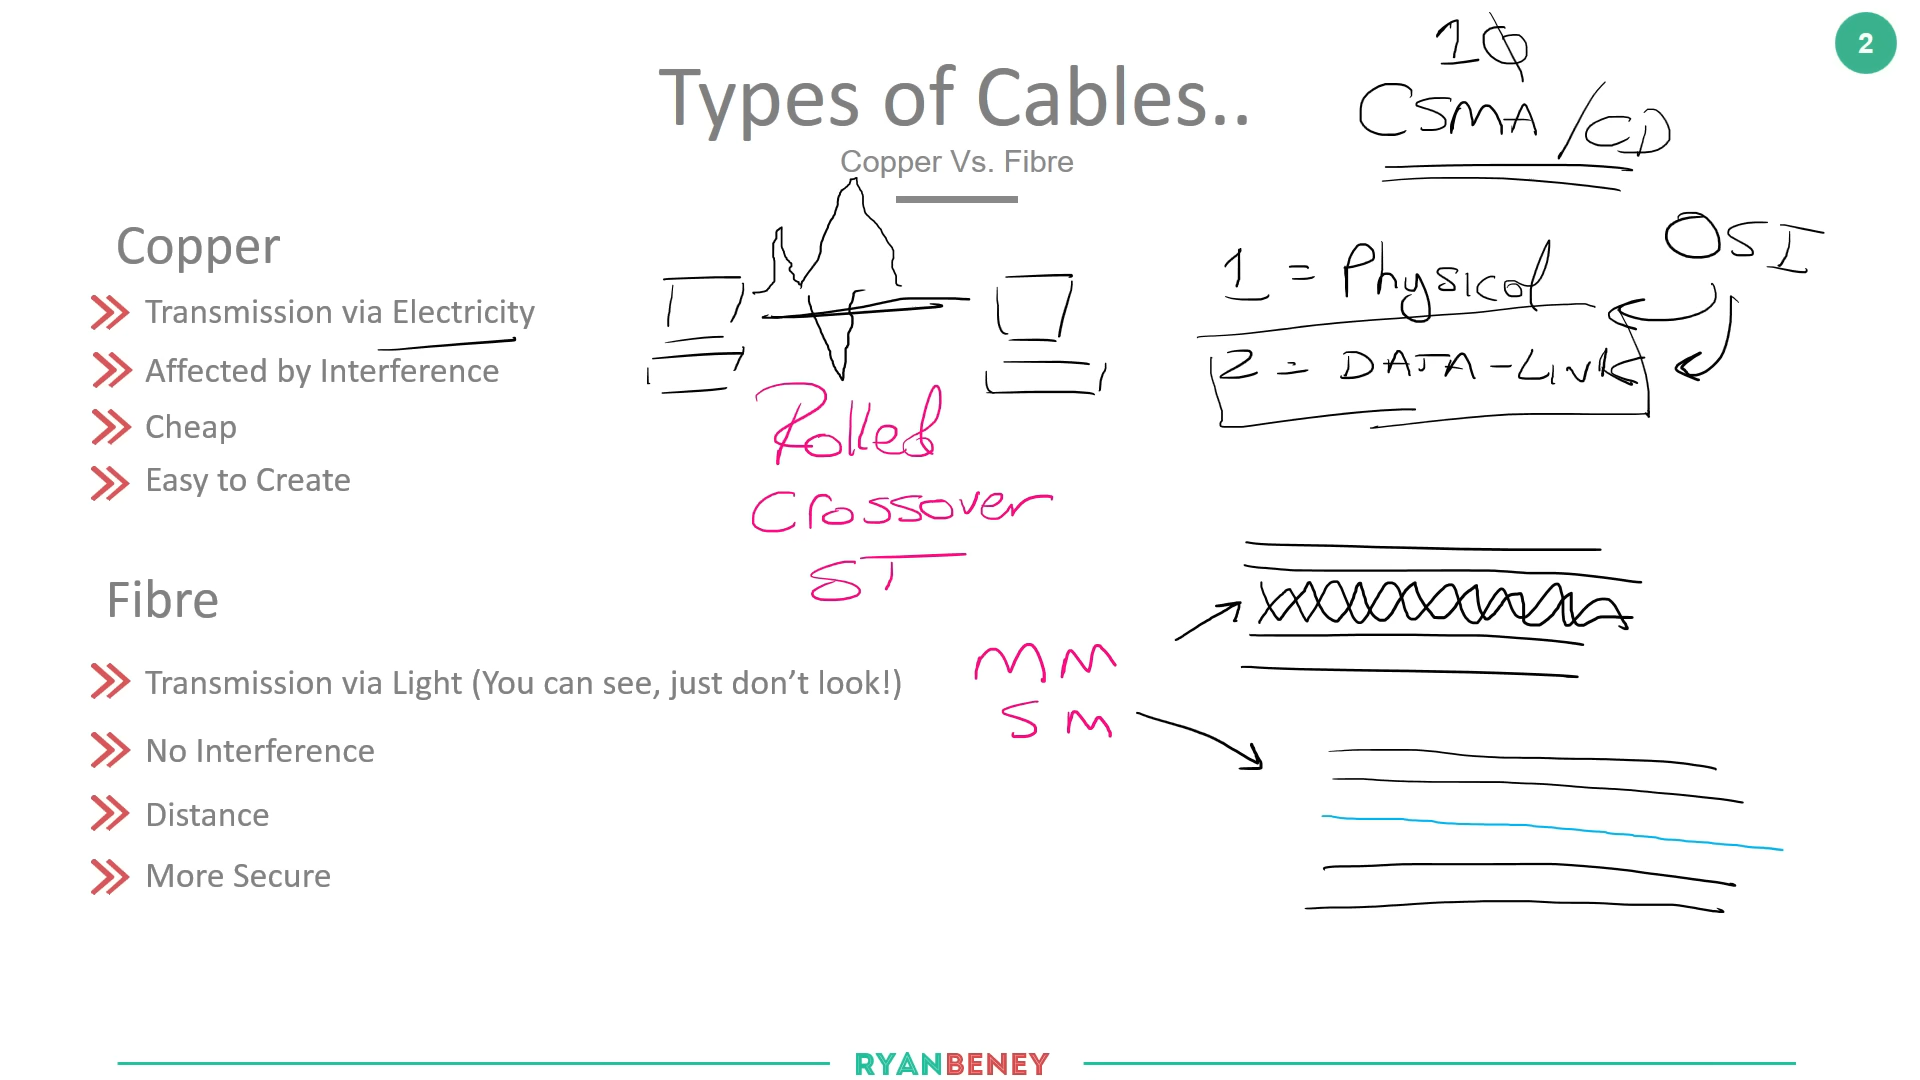 2
Types of Cables..
Copper Vs. Fibre
10
CSMA/CD
OSI
1 = Physical
2 = DATA-Link
Copper
Transmission via Electricity
Affected by Interference
Cheap
Easy to Create
Rolled
Crossover
ST
Fibre
Transmission via Light (You can see, just don’t look!)
No Interference
Distance
More Secure
MM
SM
RYANBENEY